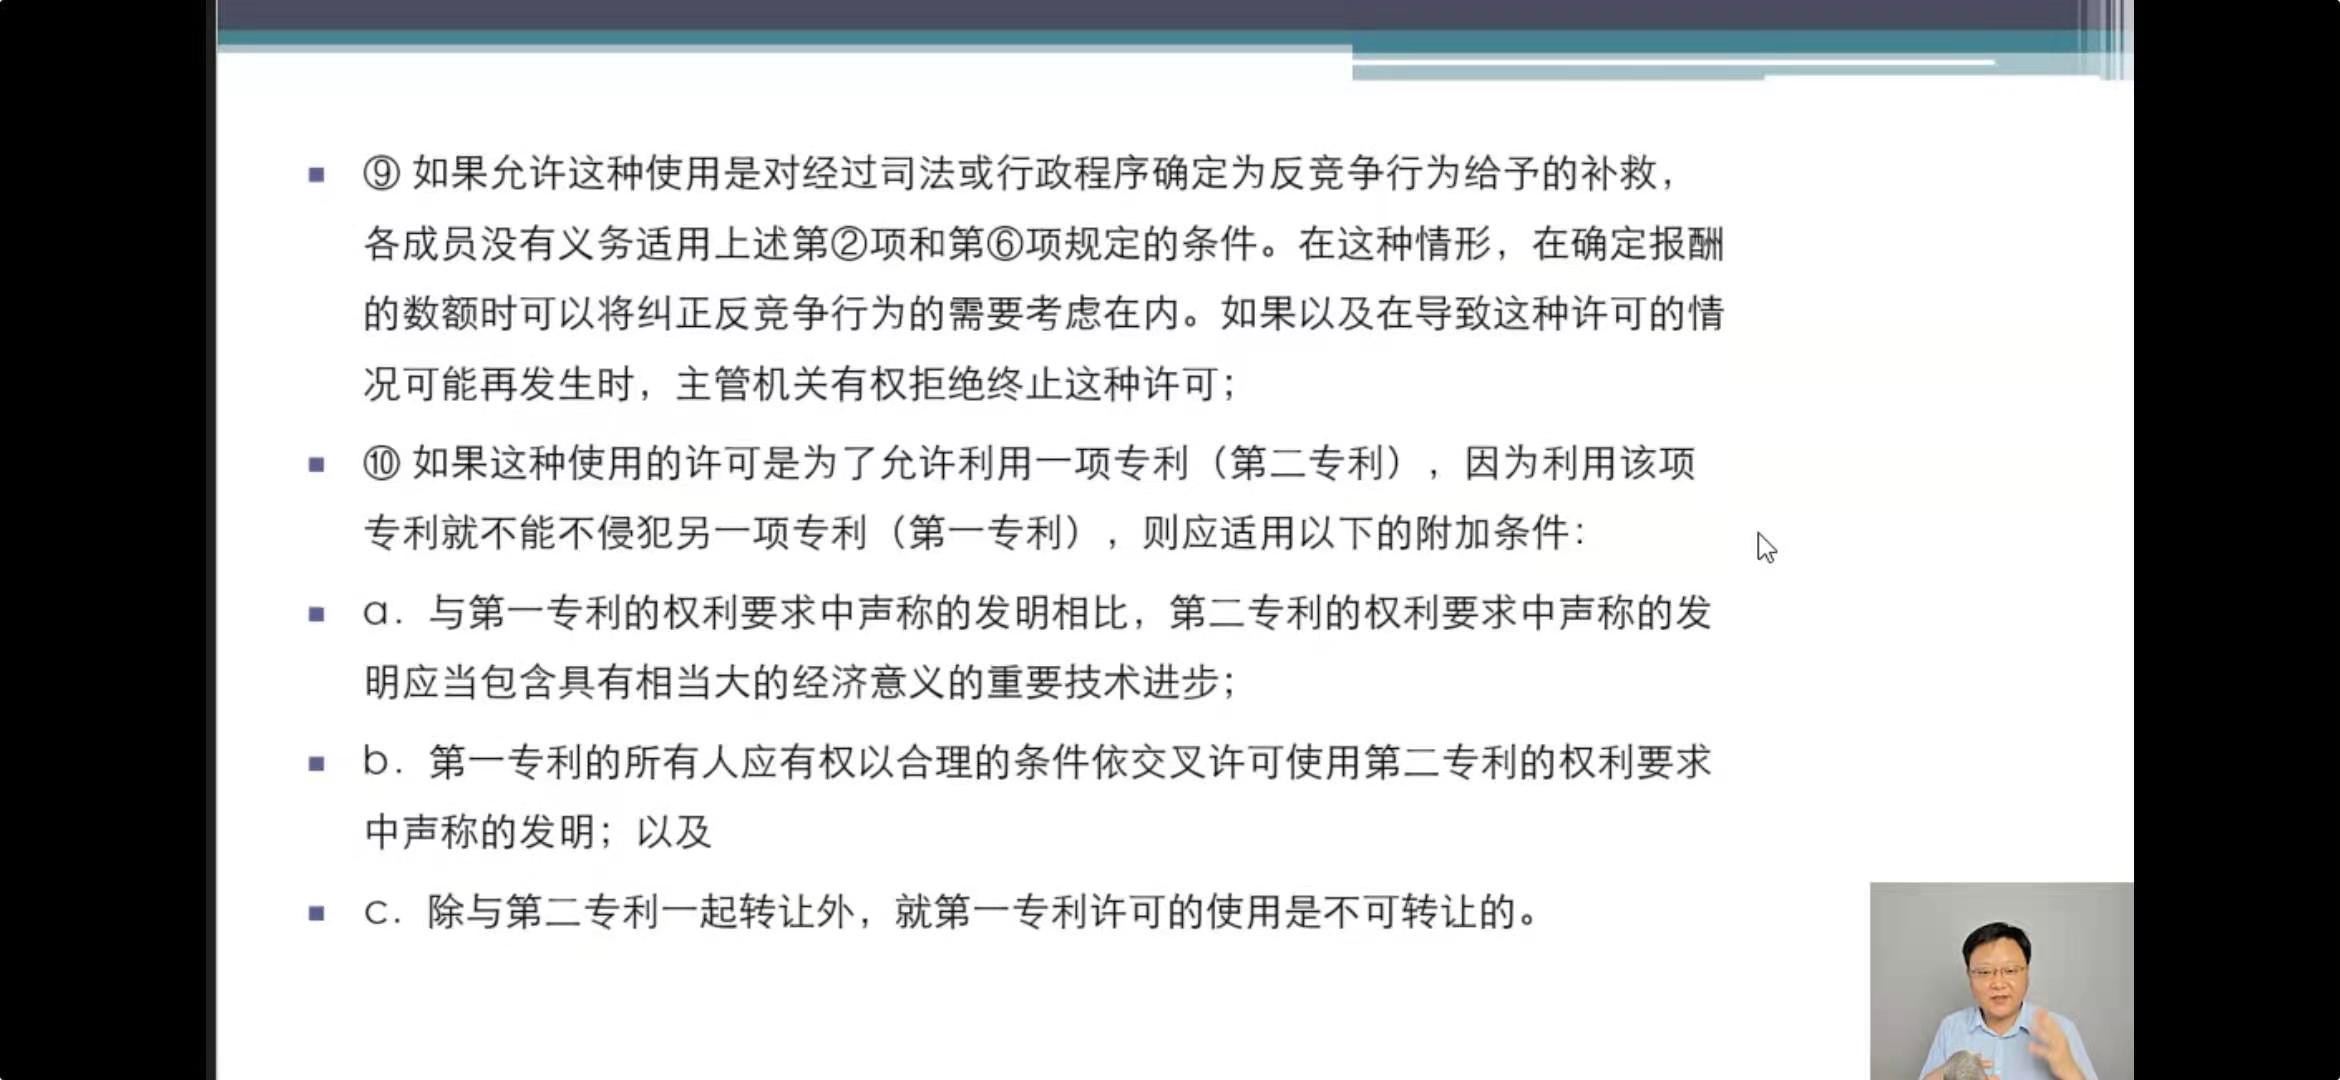 ⑨ 如果允许这种使用是对经过司法或行政程序确定为反竞争行为给予的补救，
各成员没有义务适用上述第②项和第⑥项规定的条件。在这种情形，在确定报酬
的数额时可以将纠正反竞争行为的需要考虑在内。如果以及在导致这种许可的情
况可能再发生时，主管机关有权拒绝终止这种许可；
⑩ 如果这种使用的许可是为了允许利用一项专利（第二专利），因为利用该项
专利就不能不侵犯另一项专利（第一专利），则应适用以下的附加条件：
a. 与第一专利的权利要求中声称的发明相比，第二专利的权利要求中声称的发
明应当包含具有相当大的经济意义的重要技术进步；
b. 第一专利的所有人应有权以合理的条件依交叉许可使用第二专利的权利要求
中声称的发明；以及
c. 除与第二专利一起转让外，就第一专利许可的使用是不可转让的。